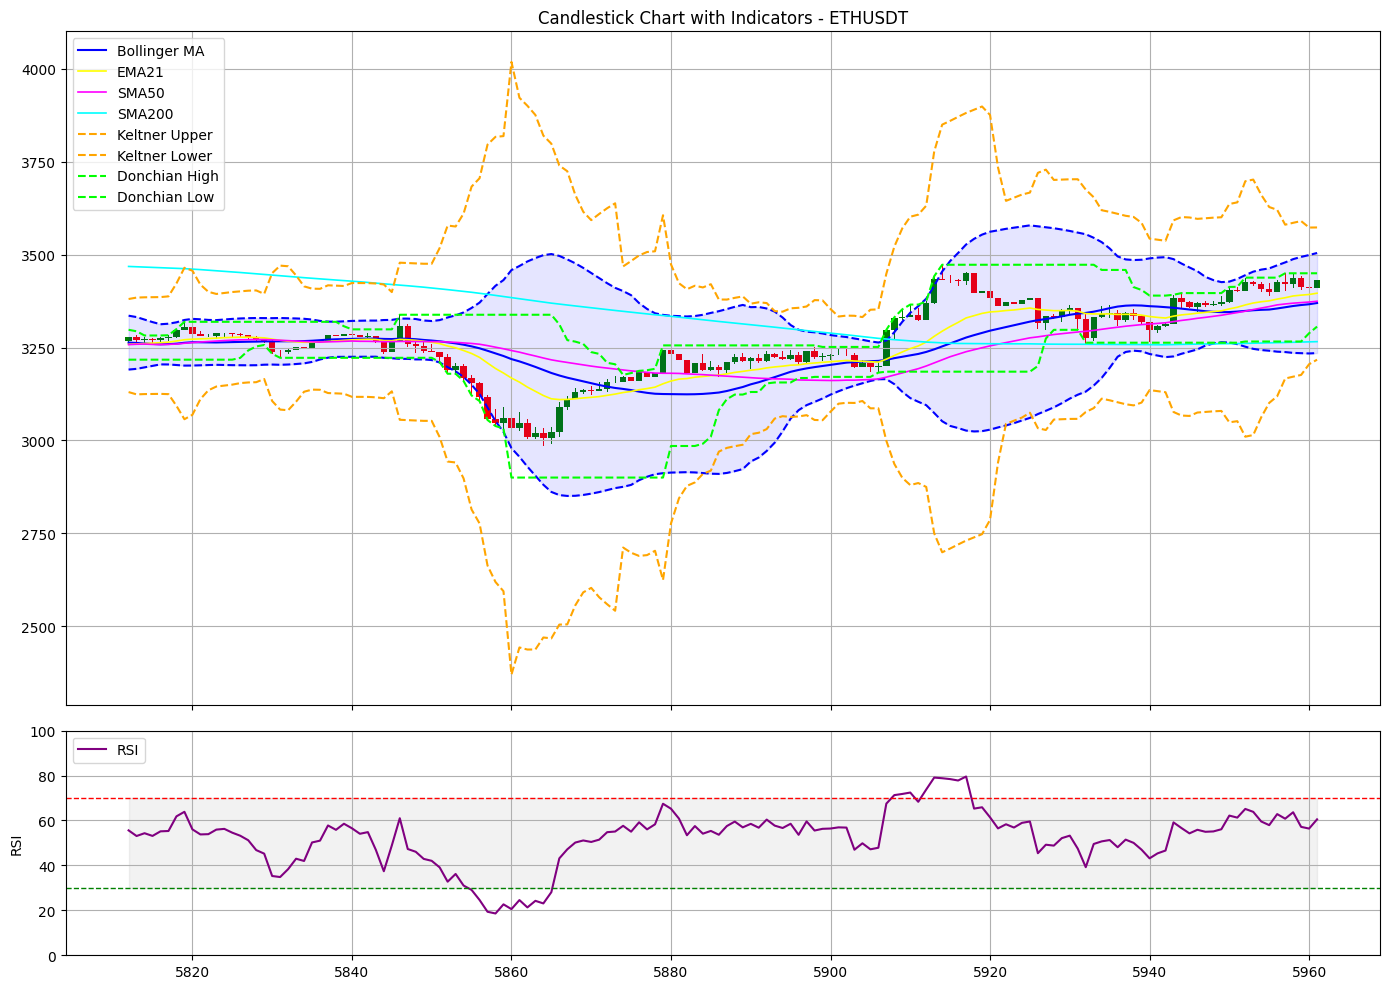 Candlestick Chart with Indicators - ETHUSDT
Bollinger MA
EMA21
SMA50
SMA200
Keltner Upper
Keltner Lower
Donchian High
Donchian Low
4000
3750
3500
3250
3000
2750
2500
RSI
100
80
60
40
20
0
RSI
5820
5840
5860
5880
5900
5920
5940
5960